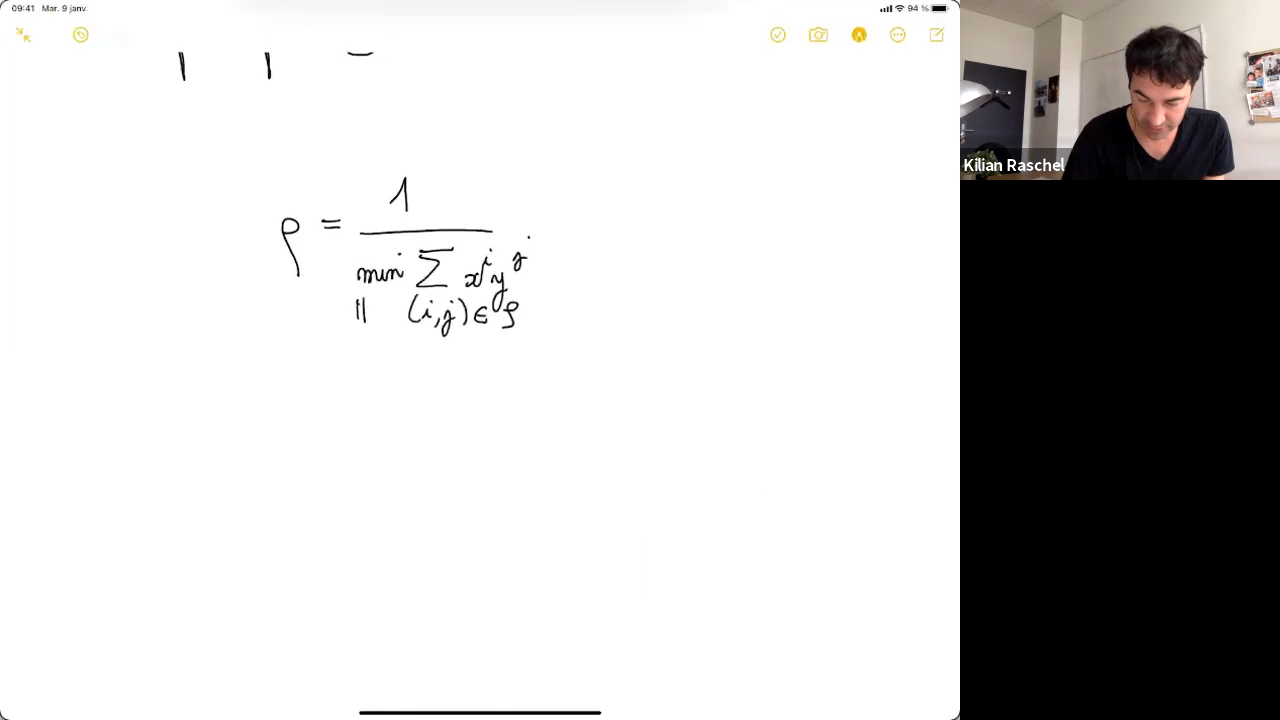 09:41 Mar. 9 janv. 94 %
ρ = 1
min ∑ x^i y^j
|| (i,j) ∈ S
Kilian Raschel